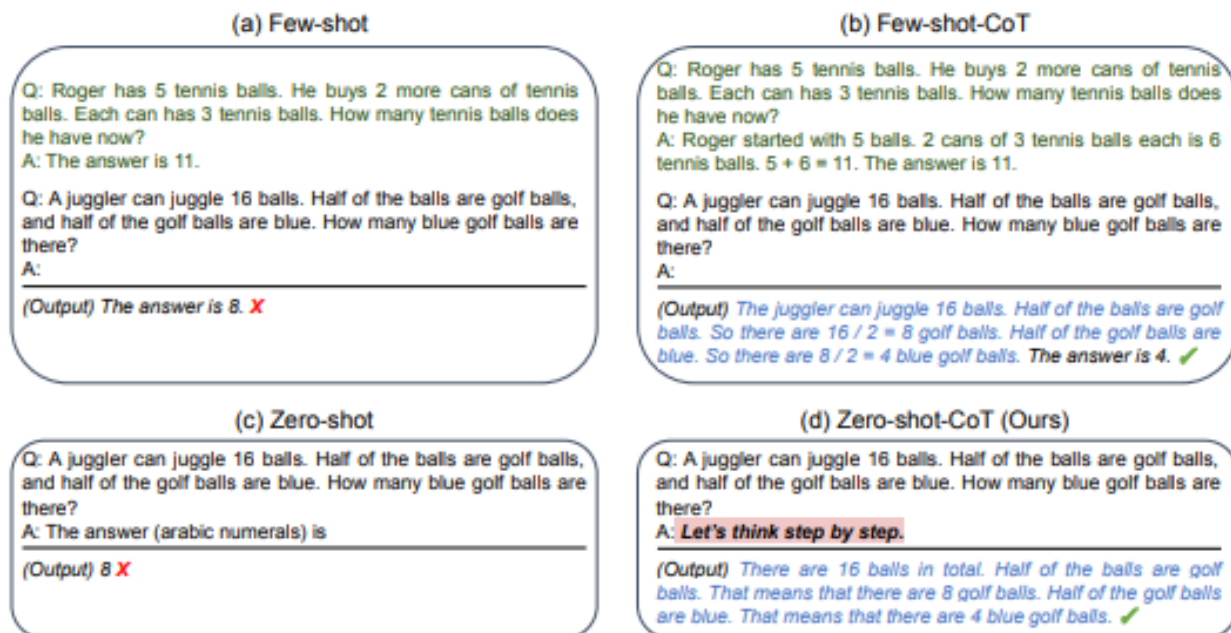 (a) Few-shot
Q: Roger has 5 tennis balls. He buys 2 more cans of tennis
balls. Each can has 3 tennis balls. How many tennis balls does
he have now?
A: The answer is 11.
Q: A juggler can juggle 16 balls. Half of the balls are golf balls,
and half of the golf balls are blue. How many blue golf balls are
there?
A:
(Output) The answer is 8. X
(b) Few-shot-CoT
Q: Roger has 5 tennis balls. He buys 2 more cans of tennis
balls. Each can has 3 tennis balls. How many tennis balls does
he have now?
A: Roger started with 5 balls. 2 cans of 3 tennis balls each is 6
tennis balls. 5 + 6 = 11. The answer is 11.
Q: A juggler can juggle 16 balls. Half of the balls are golf balls,
and half of the golf balls are blue. How many blue golf balls are
there?
A:
(Output) The juggler can juggle 16 balls. Half of the balls are golf
balls. So there are 16 / 2 = 8 golf balls. Half of the golf balls are
blue. So there are 8 / 2 = 4 blue golf balls. The answer is 4. ✓
(c) Zero-shot
Q: A juggler can juggle 16 balls. Half of the balls are golf balls,
and half of the golf balls are blue. How many blue golf balls are
there?
A: The answer (arabic numerals) is
(Output) 8 X
(d) Zero-shot-CoT (Ours)
Q: A juggler can juggle 16 balls. Half of the balls are golf balls,
and half of the golf balls are blue. How many blue golf balls are
there?
A: Let's think step by step.
(Output) There are 16 balls in total. Half of the balls are golf
balls. That means that there are 8 golf balls. Half of the golf balls
are blue. That means that there are 4 blue golf balls. ✓